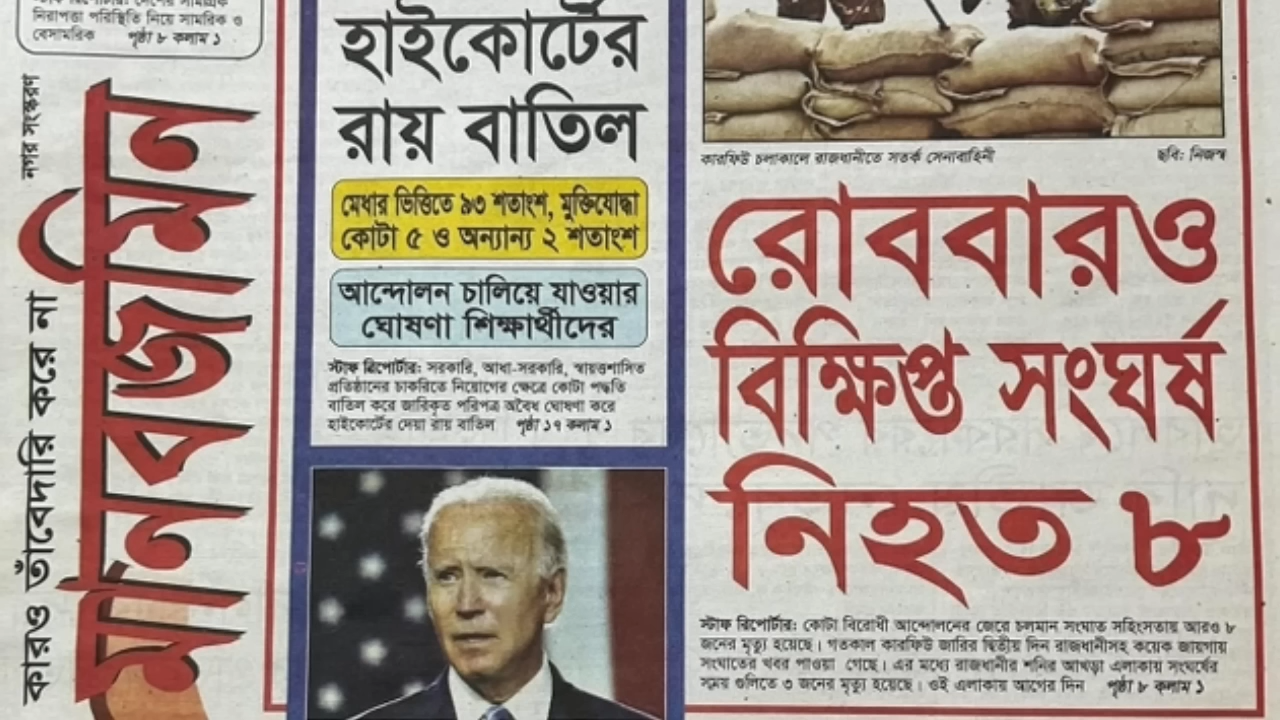 নিরাপত্তা পরিস্থিতি নিয়ে সামরিক ও
বেসামরিক পৃষ্ঠা ৮ কলাম ১
নগর সংস্করণ
মানবজমিন
কারও তাঁবেদারি করে না
হাইকোর্টের
রায় বাতিল
মেধার ভিত্তিতে ৯৩ শতাংশ, মুক্তিযোদ্ধা
কোটা ৫ ও অন্যান্য ২ শতাংশ
আন্দোলন চালিয়ে যাওয়ার
ঘোষণা শিক্ষার্থীদের
স্টাফ রিপোর্টার: সরকারি, আধা-সরকারি, স্বায়ত্তশাসিত
প্রতিষ্ঠানের চাকরিতে নিয়োগের ক্ষেত্রে কোটা পদ্ধতি
বাতিল করে জারিকৃত পরিপত্র অবৈধ ঘোষণা করে
হাইকোর্টের দেয়া রায় বাতিল পৃষ্ঠা ১৭ কলাম ১
কারফিউ চলাকালে রাজধানীতে সতর্ক সেনাবাহিনী
ছবি: নিজস্ব
রোববারও
বিক্ষিপ্ত সংঘর্ষ
নিহত ৮
স্টাফ রিপোর্টার: কোটা বিরোধী আন্দোলনের জেরে চলমান সংঘাত সহিংসতায় আরও ৮
জনের মৃত্যু হয়েছে। গতকাল কারফিউ জারির দ্বিতীয় দিন রাজধানীসহ কয়েক জায়গায়
সংঘাতের খবর পাওয়া গেছে। এর মধ্যে রাজধানীর শনির আখড়া এলাকায় সংঘর্ষের
সময় গুলিতে ৩ জনের মৃত্যু হয়েছে। ওই এলাকায় আগের দিন পৃষ্ঠা ৮ কলাম ১